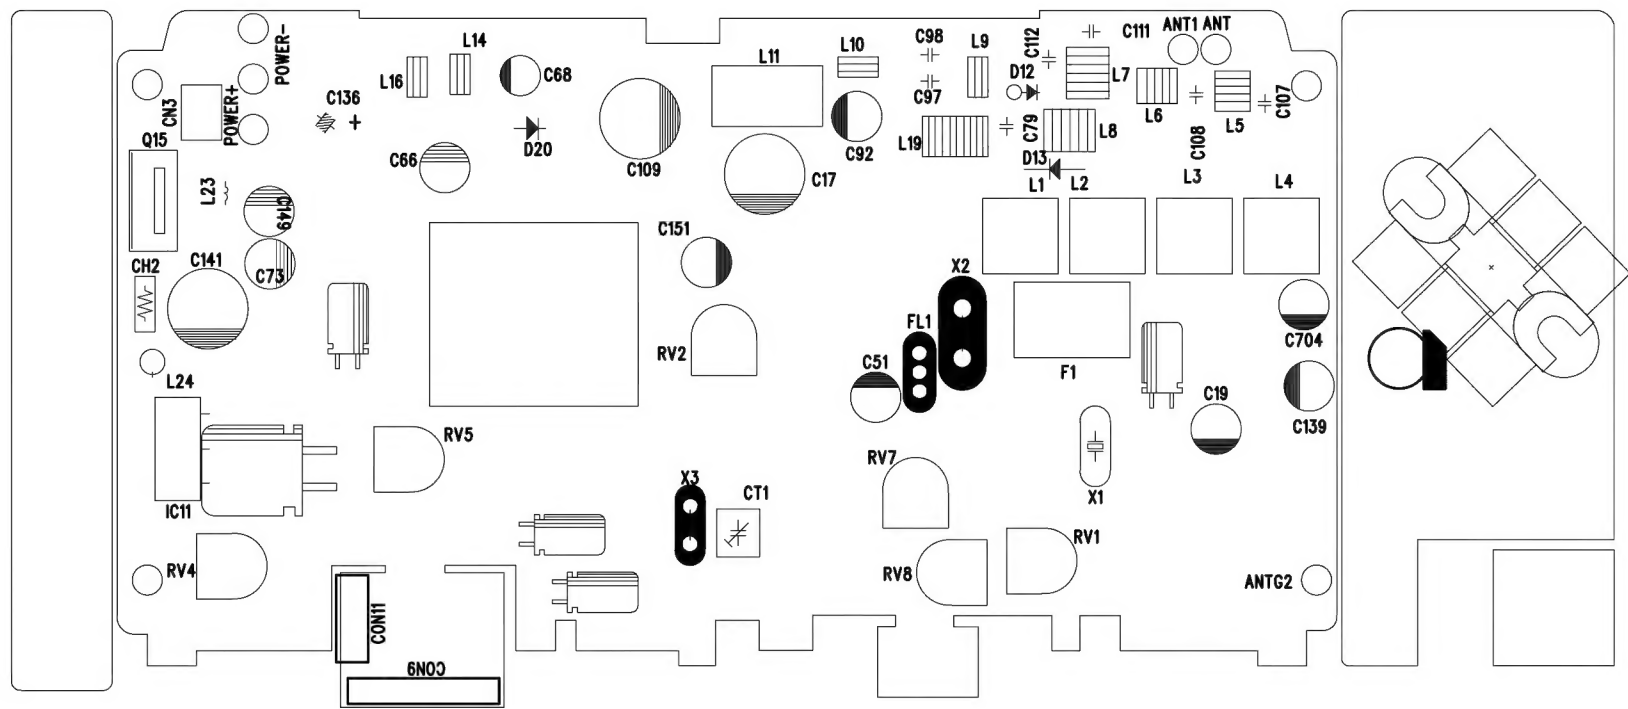 POWER-
L14
L16
C68
L11
L10
C98
C97
L9
C112
C111
ANT1 ANT
D12
L7
L6
L5
C107
CN3
POWER+
C136
Q15
C66
D20
C109
C17
C92
L19
C79
L8
C108
D13
L1
L2
L3
L4
L23
C149
C73
C151
CH2
C141
X2
FL1
RV2
C51
F1
C704
L24
C19
C139
RV5
RV7
X3
CT1
X1
IC11
RV4
RV8
RV1
ANTG2
CON11
CON9